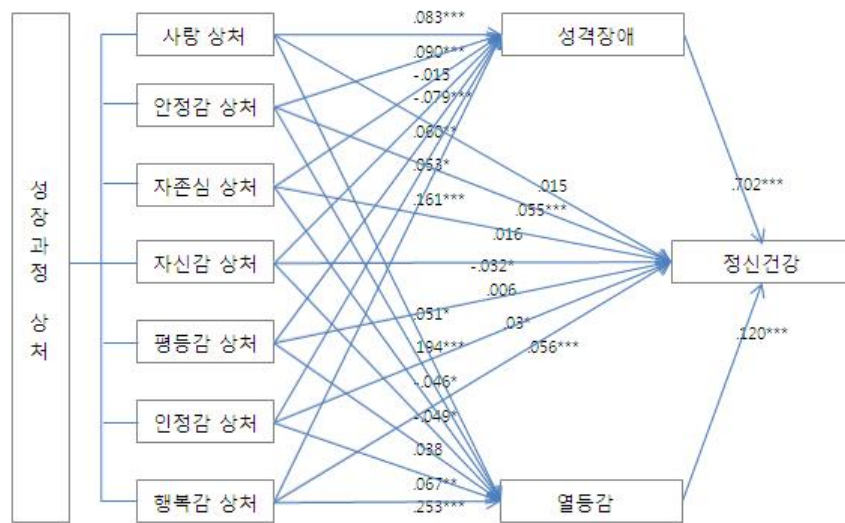 성장과정 상처
사랑 상처
안정감 상처
자존심 상처
자신감 상처
평등감 상처
인정감 상처
행복감 상처
성격장애
정신건강
열등감
.083***
.090***
-.015
-.079***
.060**
.053*
.161***
.015
.055***
.016
-.032*
.006
.03*
.056***
.702***
.120***
.051*
.194***
-.046*
-.049*
.038
.067**
.253***